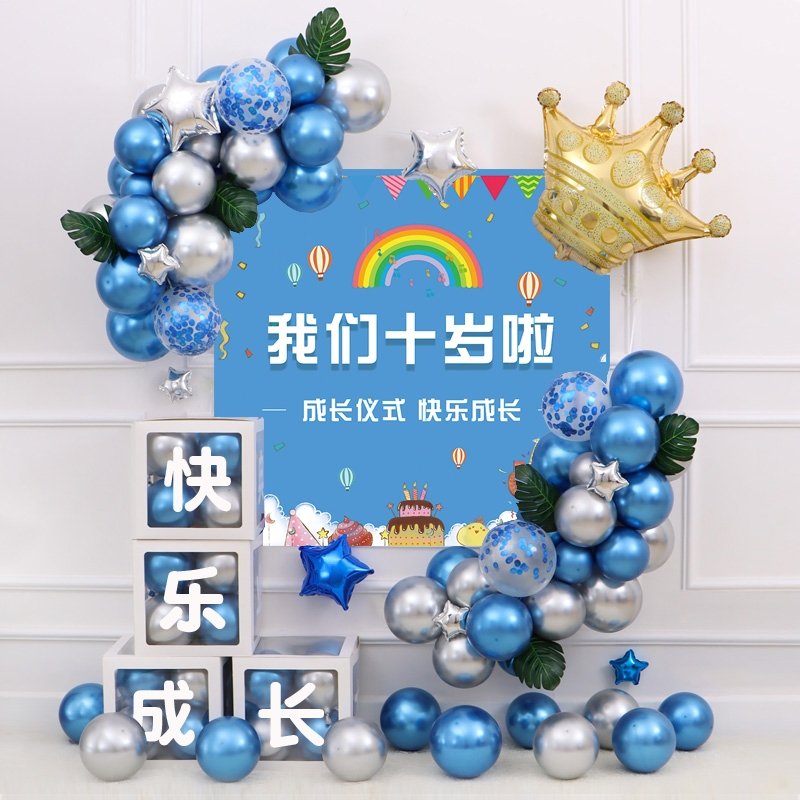 我们十岁啦
成长仪式 快乐成长
快
乐
成 长